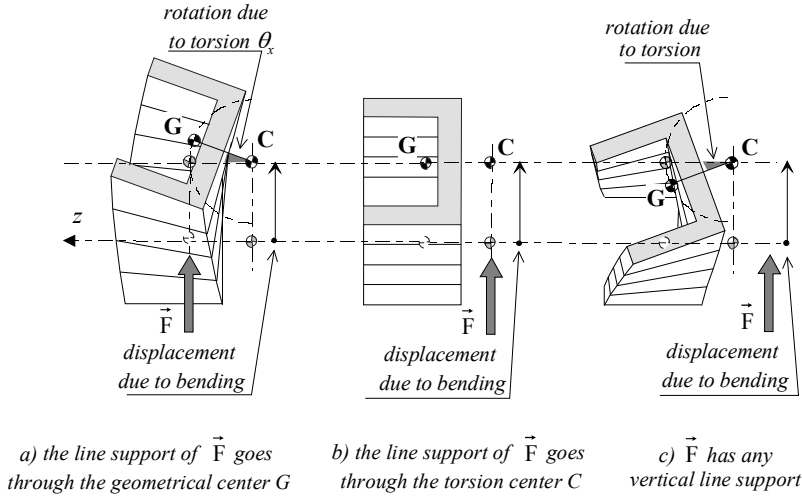 rotation due
to torsion θx
G
C
z
F
displacement
due to bending
a) the line support of F goes
through the geometrical center G
G
C
F
displacement
due to bending
b) the line support of F goes
through the torsion center C
rotation due
to torsion
C
G
F
displacement
due to bending
c) F has any
vertical line support